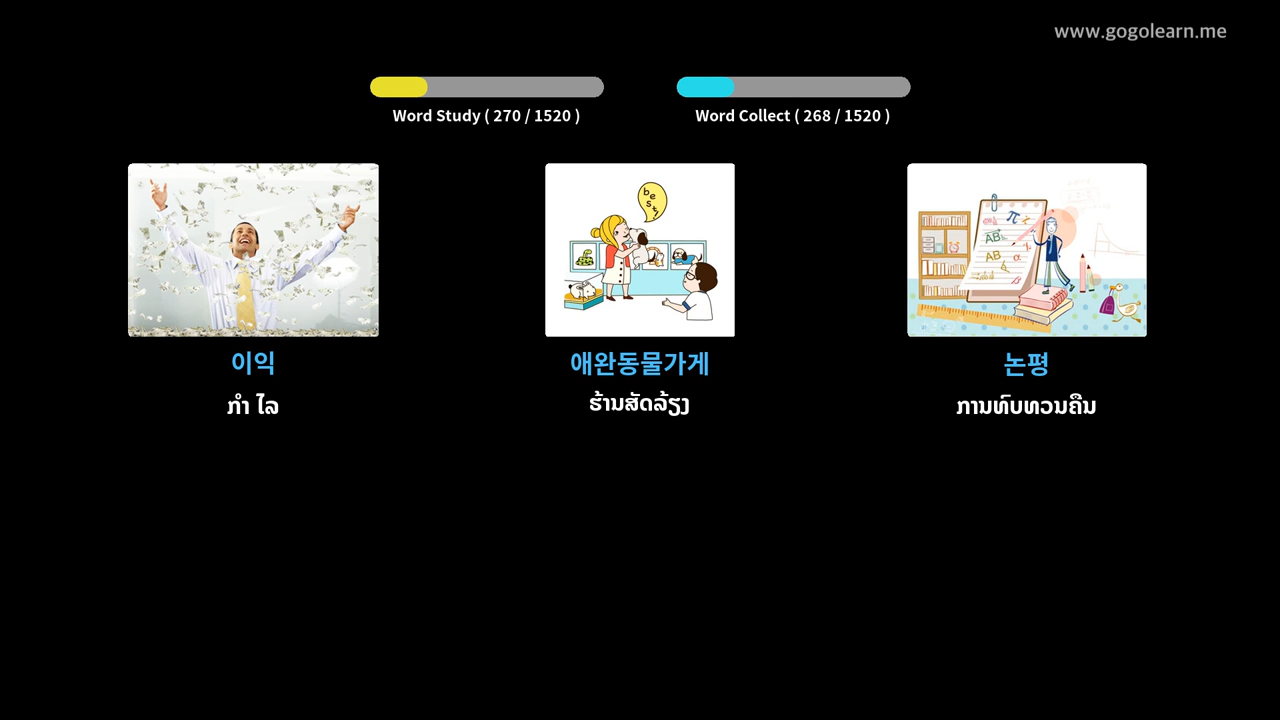 www.gogolearn.me
Word Study ( 270 / 1520 )
Word Collect ( 268 / 1520 )
best
이익
ກຳ ໄລ
애완동물가게
ຮ້ານສັດລ້ຽງ
논평
ການທົບທວນຄືນ